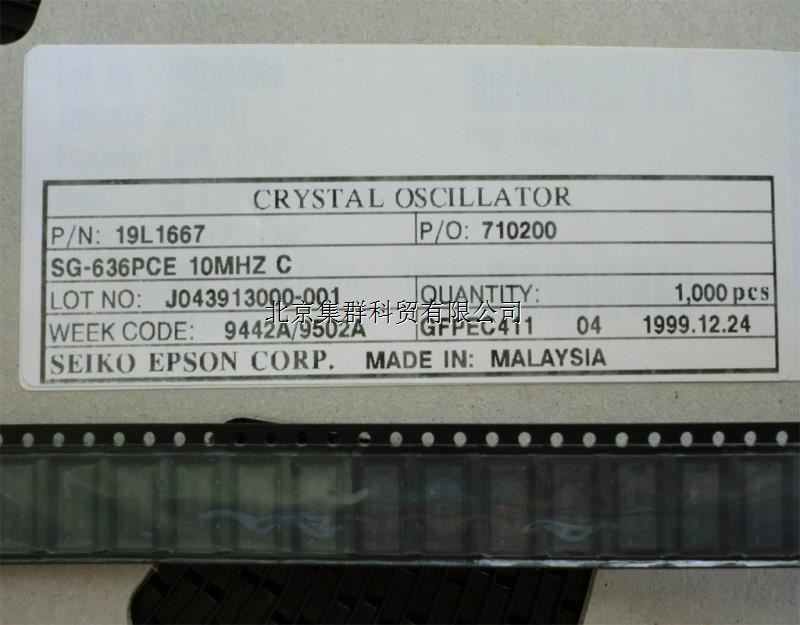 CRYSTAL OSCILLATOR
P/N: 19L1667 P/O: 710200
SG-636PCE 10MHZ C
LOT NO: J043913000-001 QUANTITY: 1,000 pcs
北京集群科贸有限公司
WEEK CODE: 9442A/9502A GFPEC411 04 1999.12.24
SEIKO EPSON CORP. MADE IN: MALAYSIA